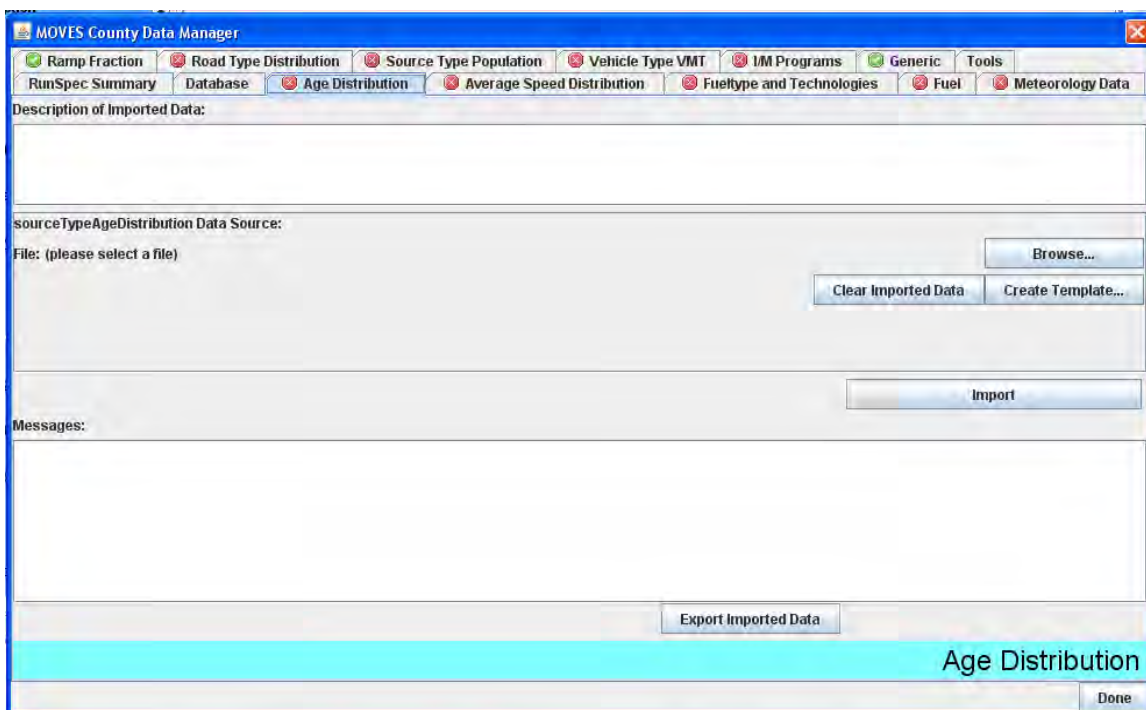 MOVES County Data Manager
Ramp Fraction Road Type Distribution Source Type Population Vehicle Type VMT I/M Programs Generic Tools
RunSpec Summary Database Age Distribution Average Speed Distribution Fueltype and Technologies Fuel Meteorology Data
Description of Imported Data:
sourceTypeAgeDistribution Data Source:
File: (please select a file)
Browse...
Clear Imported Data Create Template...
Import
Messages:
Export Imported Data
Age Distribution
Done